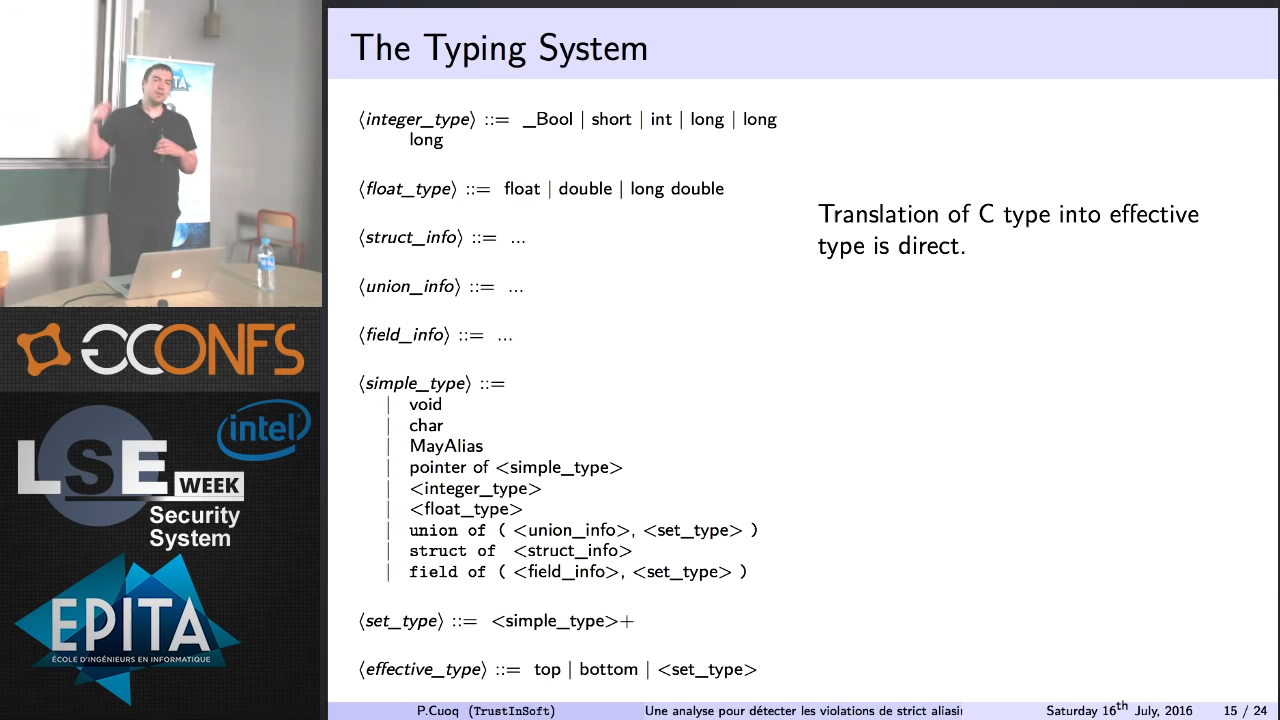 The Typing System
⟨integer_type⟩ ::= _Bool | short | int | long | long
long
⟨float_type⟩ ::= float | double | long double
⟨struct_info⟩ ::= ...
⟨union_info⟩ ::= ...
⟨field_info⟩ ::= ...
⟨simple_type⟩ ::=
| void
| char
| MayAlias
| pointer of <simple_type>
| <integer_type>
| <float_type>
| union of ( <union_info>, <set_type> )
| struct of <struct_info>
| field of ( <field_info>, <set_type> )
⟨set_type⟩ ::= <simple_type>+
⟨effective_type⟩ ::= top | bottom | <set_type>
Translation of C type into effective
type is direct.
P.Cuoq (TrustInSoft) Une analyse pour détecter les violations de strict aliasi Saturday 16th July, 2016 15 / 24
GCONFS
intel
LSE
WEEK
Security
System
EPITA
ÉCOLE D'INGÉNIEURS EN INFORMATIQUE